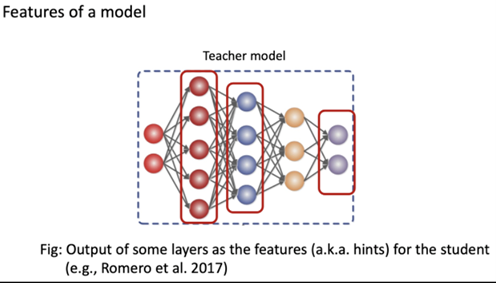 Features of a model
Teacher model
Fig: Output of some layers as the features (a.k.a. hints) for the student
(e.g., Romero et al. 2017)